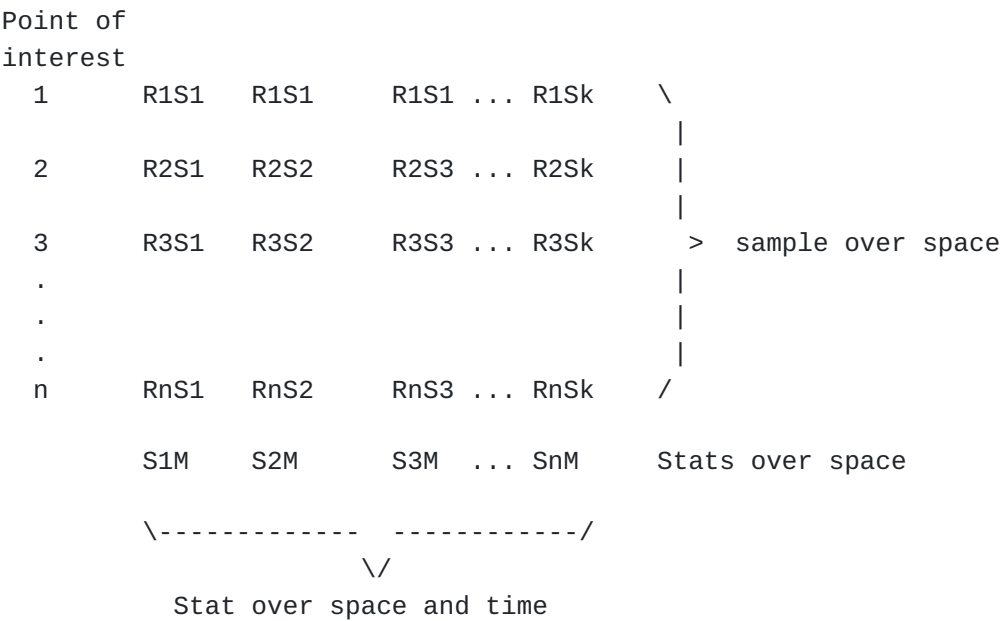 Point of
interest
1 R1S1 R1S1 R1S1 ... R1Sk \
|
2 R2S1 R2S2 R2S3 ... R2Sk |
|
3 R3S1 R3S2 R3S3 ... R3Sk > sample over space
. |
. |
. |
n RnS1 RnS2 RnS3 ... RnSk /
S1M S2M S3M ... SnM Stats over space
\------------- ------------/
\/
Stat over space and time